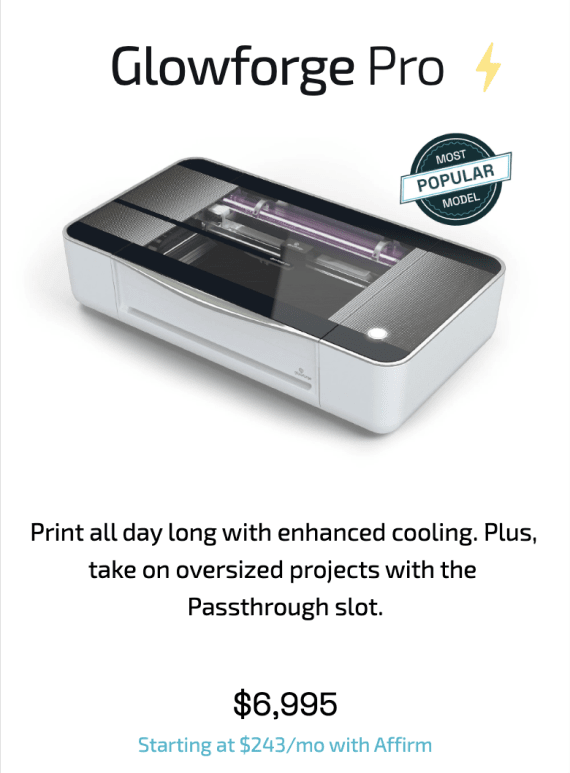 Glowforge Pro
MOST
POPULAR
MODEL
Print all day long with enhanced cooling. Plus,
take on oversized projects with the
Passthrough slot.
$6,995
Starting at $243/mo with Affirm